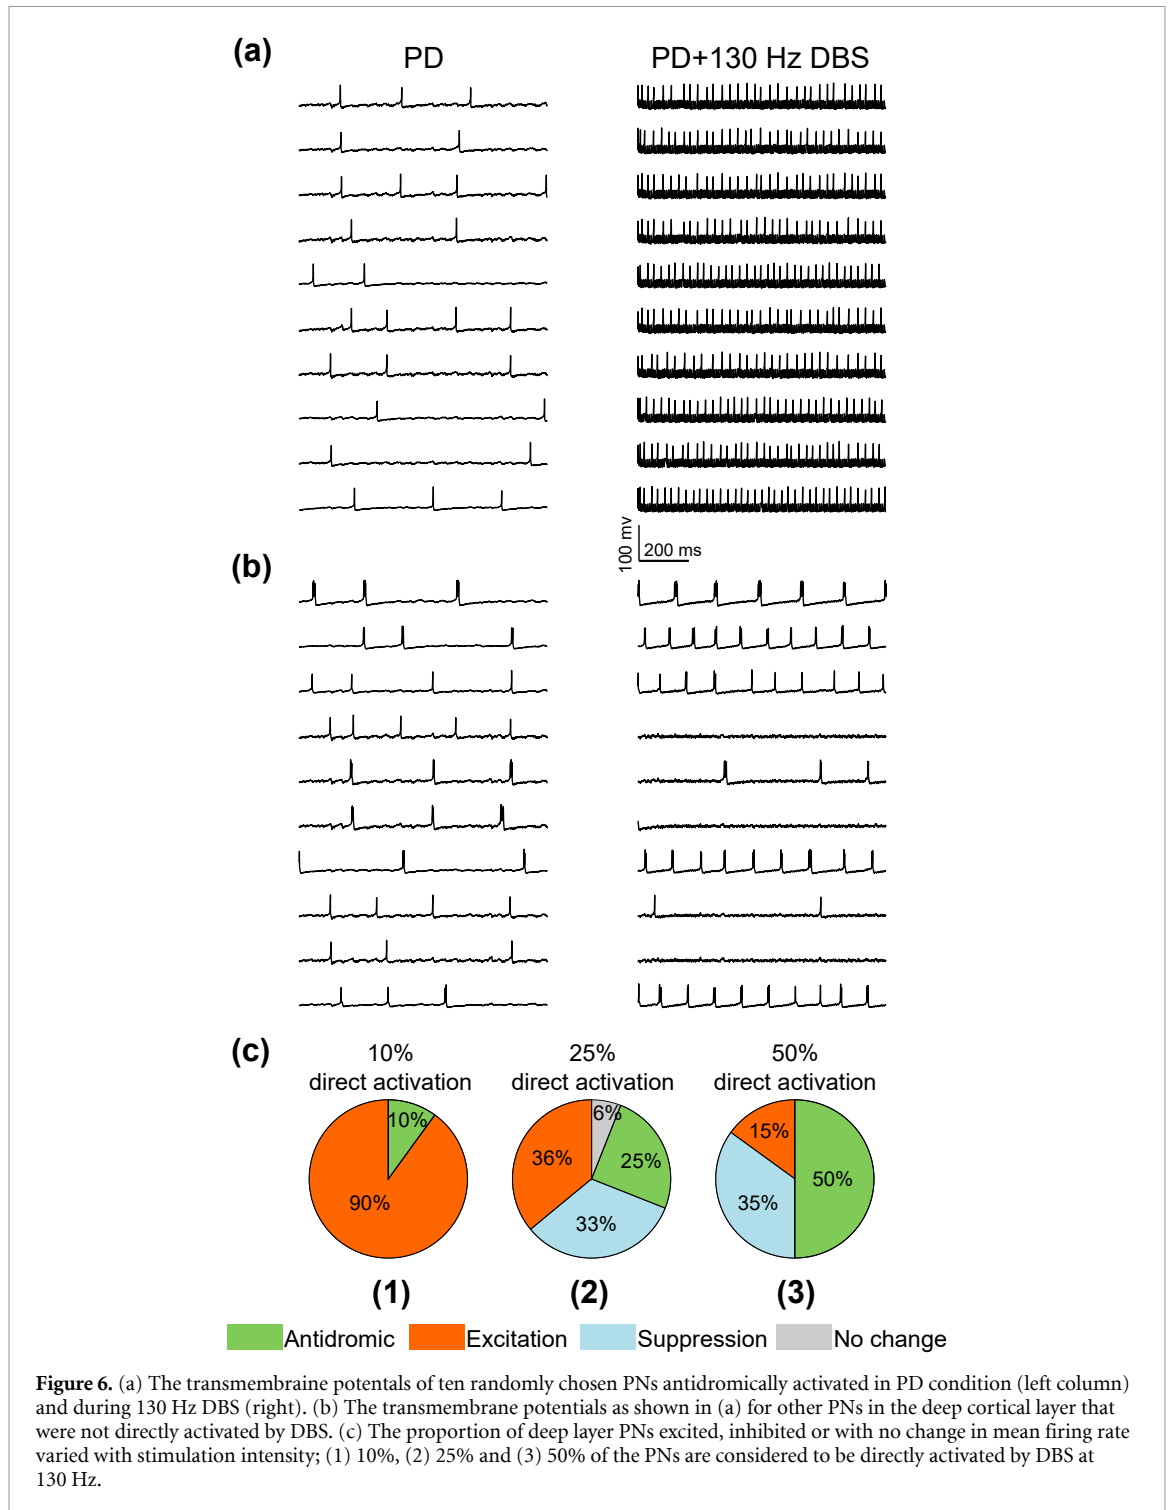 (a)
PD
PD+130 Hz DBS
100 mv
200 ms
(b)
(c)
10%
direct activation
25%
direct activation
50%
direct activation
10%
90%
6%
36%
25%
33%
15%
50%
35%
(1)
(2)
(3)
Antidromic
Excitation
Suppression
No change
Figure 6. (a) The transmembraine potentals of ten randomly chosen PNs antidromically activated in PD condition (left column)
and during 130 Hz DBS (right). (b) The transmembrane potentials as shown in (a) for other PNs in the deep cortical layer that
were not directly activated by DBS. (c) The proportion of deep layer PNs excited, inhibited or with no change in mean firing rate
varied with stimulation intensity; (1) 10%, (2) 25% and (3) 50% of the PNs are considered to be directly activated by DBS at
130 Hz.